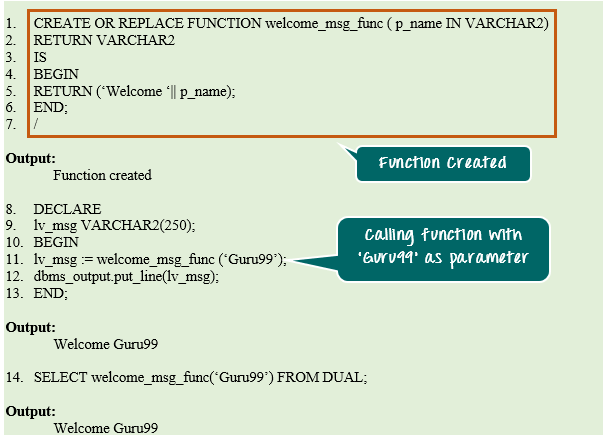 1. CREATE OR REPLACE FUNCTION welcome_msg_func ( p_name IN VARCHAR2)
2. RETURN VARCHAR2
3. IS
4. BEGIN
5. RETURN (‘Welcome ‘|| p_name);
6. END;
7. /
Function Created
Output:
Function created
8. DECLARE
9. lv_msg VARCHAR2(250);
10. BEGIN
11. lv_msg := welcome_msg_func (‘Guru99’);
12. dbms_output.put_line(lv_msg);
13. END;
Calling function with
'Guru99' as parameter
Output:
Welcome Guru99
14. SELECT welcome_msg_func(‘Guru99’) FROM DUAL;
Output:
Welcome Guru99